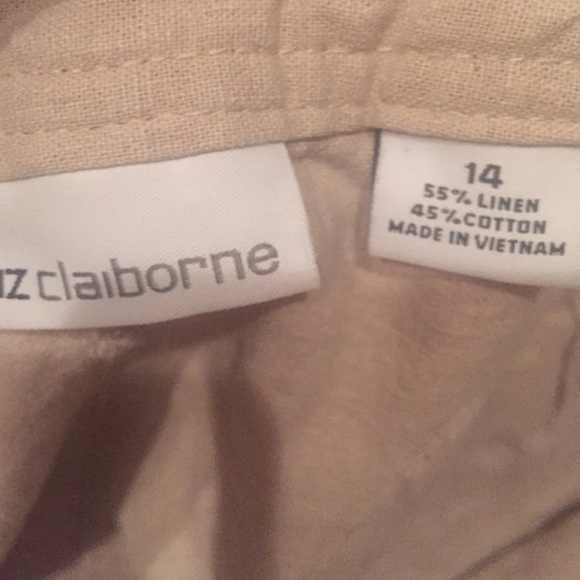 IZ claiborne
14
55% LINEN
45% COTTON
MADE IN VIETNAM